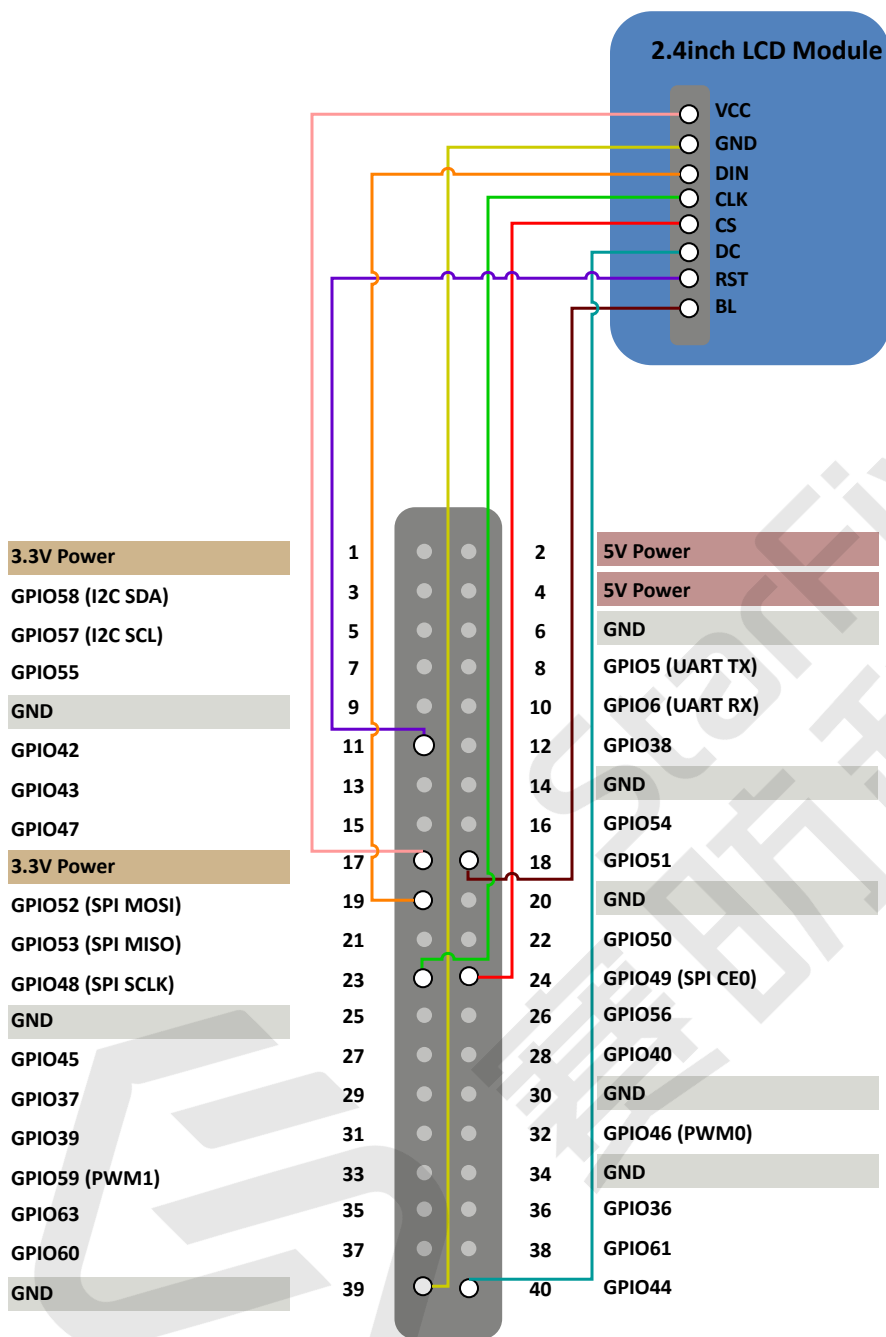 2.4inch LCD Module
VCC
GND
DIN
CLK
CS
DC
RST
BL
3.3V Power 1 2 5V Power
GPIO58 (I2C SDA) 3 4 5V Power
GPIO57 (I2C SCL) 5 6 GND
GPIO55 7 8 GPIO5 (UART TX)
GND 9 10 GPIO6 (UART RX)
GPIO42 11 12 GPIO38
GPIO43 13 14 GND
GPIO47 15 16 GPIO54
3.3V Power 17 18 GPIO51
GPIO52 (SPI MOSI) 19 20 GND
GPIO53 (SPI MISO) 21 22 GPIO50
GPIO48 (SPI SCLK) 23 24 GPIO49 (SPI CE0)
GND 25 26 GPIO56
GPIO45 27 28 GPIO40
GPIO37 29 30 GND
GPIO39 31 32 GPIO46 (PWM0)
GPIO59 (PWM1) 33 34 GND
GPIO63 35 36 GPIO36
GPIO60 37 38 GPIO61
GND 39 40 GPIO44
赛昉